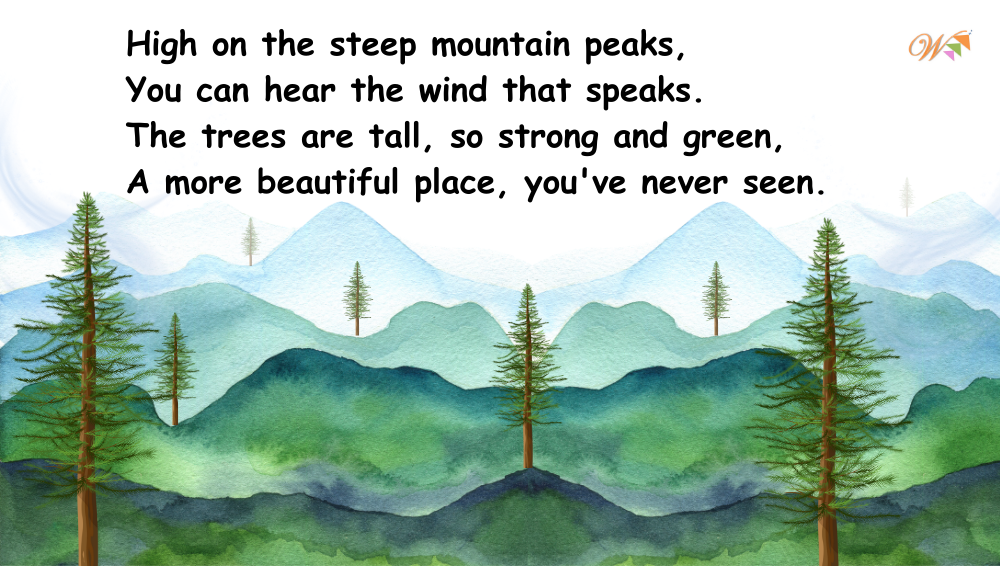 High on the steep mountain peaks,
You can hear the wind that speaks.
The trees are tall, so strong and green,
A more beautiful place, you've never seen.
W